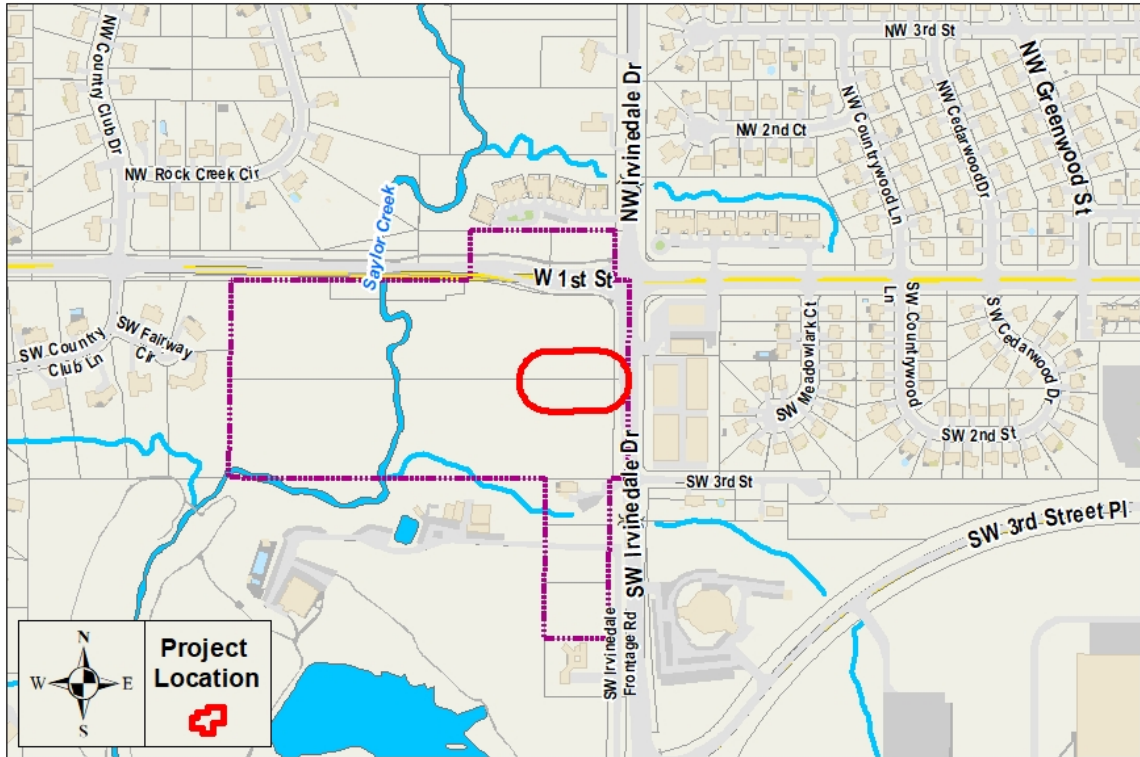 NW 3rd St
NW Country Club Dr
NW Irvinedale Dr
NW Greenwood St
NW Countrywood Ln
NW Cedarwood Dr
NW 2nd Ct
NW Rock Creek Cir
Saylor Creek
W 1st St
SW Fairway
Cir
SW Country
Club Ln
SW Meadowlark Ct
SW Countrywood
Ln
SW Cedarwood Dr
SW 2nd St
SW Irvinedale Dr
SW 3rd St
SW 3rd Street Pl
SW Irvinedale
Frontage Rd
N
W E
S
Project
Location